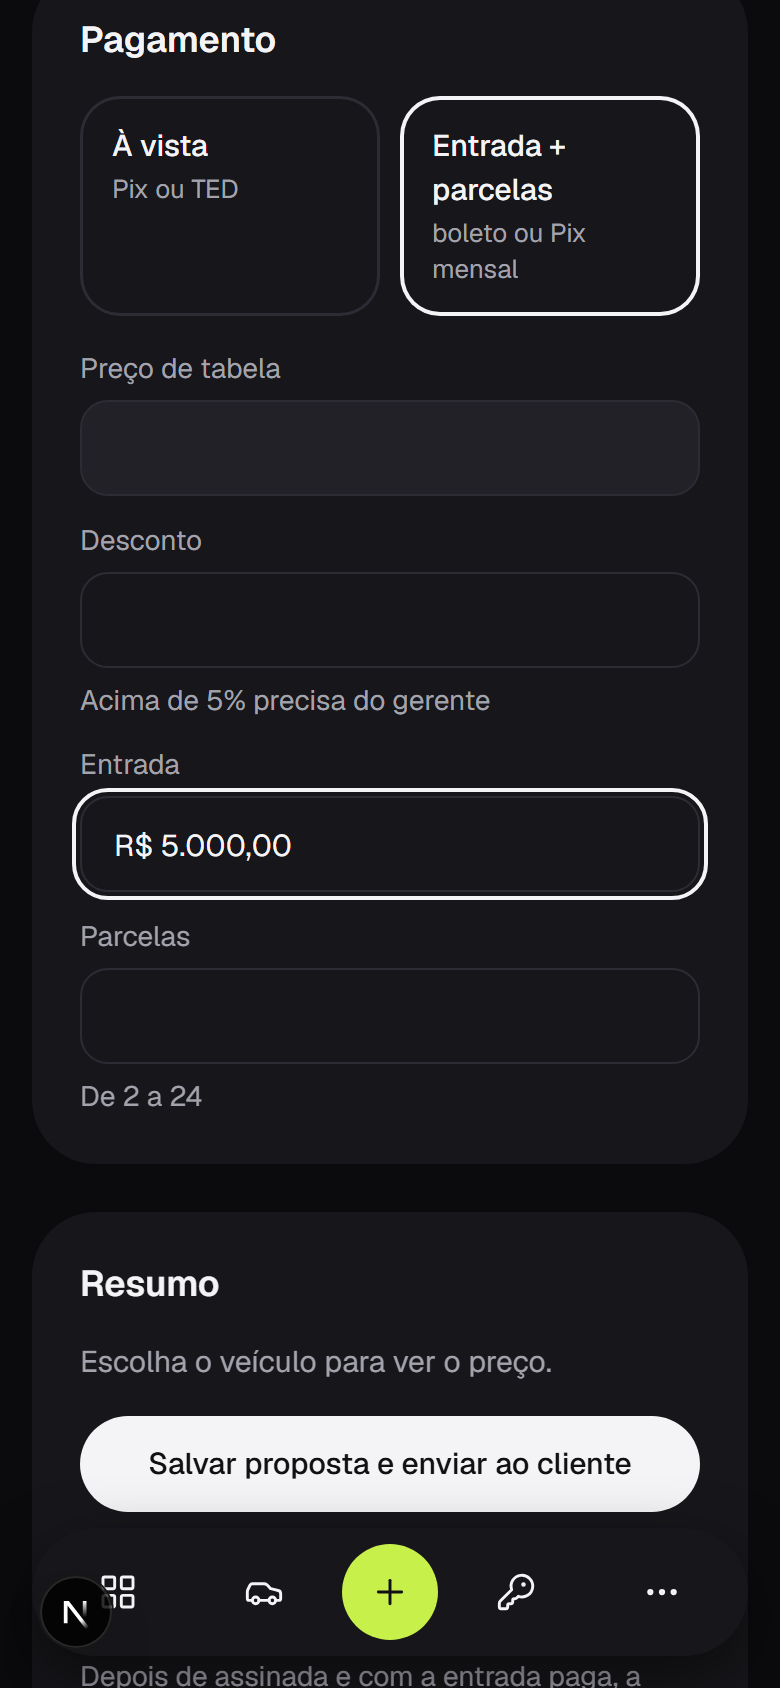 Pagamento
À vista
Pix ou TED
Entrada +
parcelas
boleto ou Pix
mensal
Preço de tabela
Desconto
Acima de 5% precisa do gerente
Entrada
R$ 5.000,00
Parcelas
De 2 a 24
Resumo
Escolha o veículo para ver o preço.
Salvar proposta e enviar ao cliente
N
Depois de assinada e com a entrada paga, a